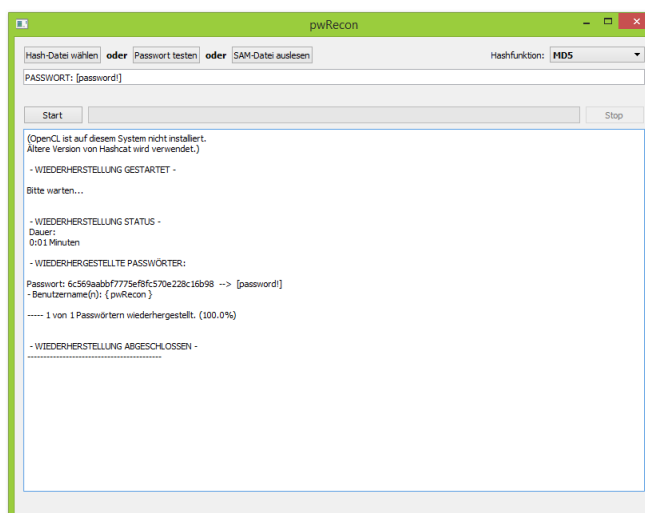 pwRecon
Hash-Datei wählen oder Passwort testen oder SAM-Datei auslesen Hashfunktion: MD5
PASSWORT: [password!]
Start Stop
(OpenCL ist auf diesem System nicht installiert.
Ältere Version von Hashcat wird verwendet.)
- WIEDERHERSTELLUNG GESTARTET -
Bitte warten...
- WIEDERHERSTELLUNG STATUS -
Dauer:
0:01 Minuten
- WIEDERHERGESTELLTE PASSWÖRTER:
Passwort: 6c569aabbf7775ef8fc570e228c16b98 --> [password!]
- Benutzername(n): { pwRecon }
----- 1 von 1 Passwörtern wiederhergestellt. (100.0%)
- WIEDERHERSTELLUNG ABGESCHLOSSEN -
------------------------------------------